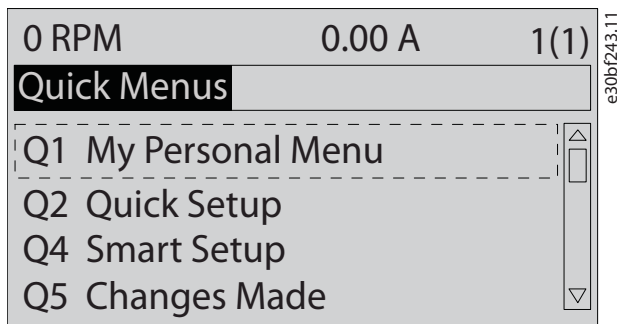 0 RPM 0.00 A 1(1)
Quick Menus
Q1 My Personal Menu
Q2 Quick Setup
Q4 Smart Setup
Q5 Changes Made
e30bf243.11